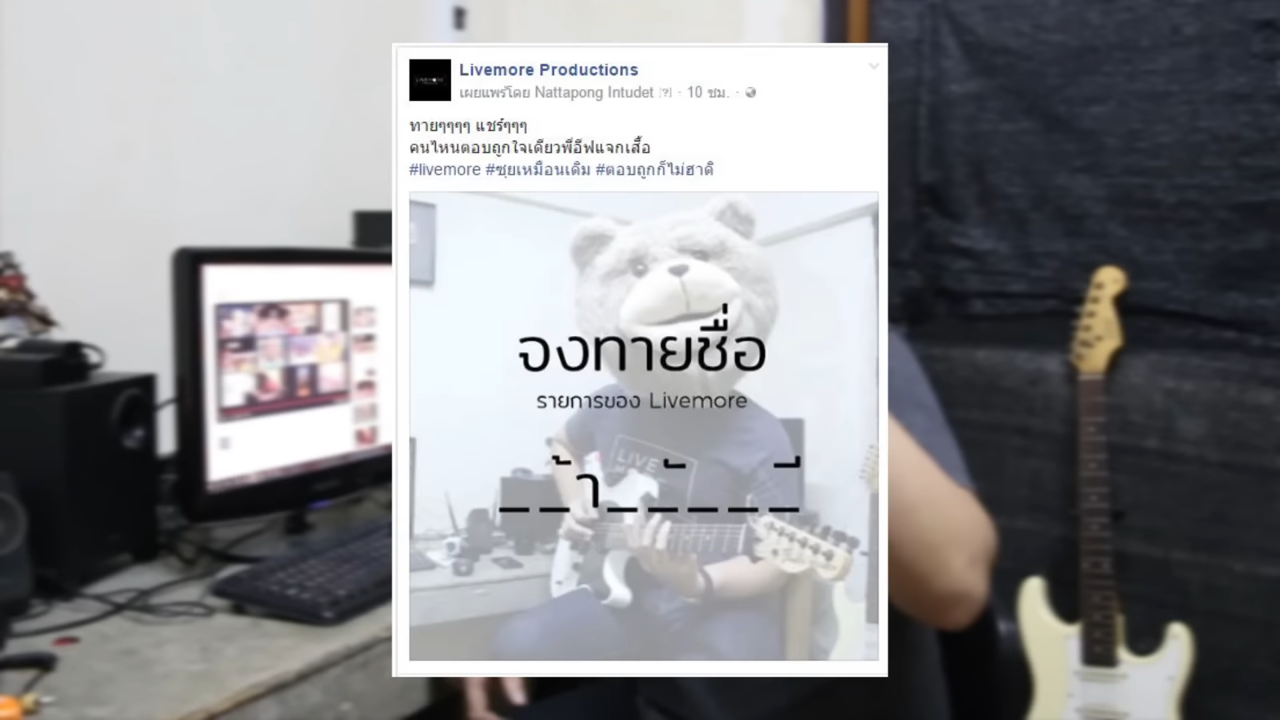 Livemore Productions
เผยแพร่โดย Nattapong Intudet [?] · 10 ชม. ·
ทายๆๆๆๆ แชร์ๆๆๆ
คนไหนตอบถูกใจเดียวพี่อีฟแจกเสื้อ
#livemore #ซุยเหมือนเดิม #ตอบถูกก็ไม่ฮาดิ
จงทายชื่อ
รายการของ Livemore
LIVE
_ _้า_ _ั_ _ _ี